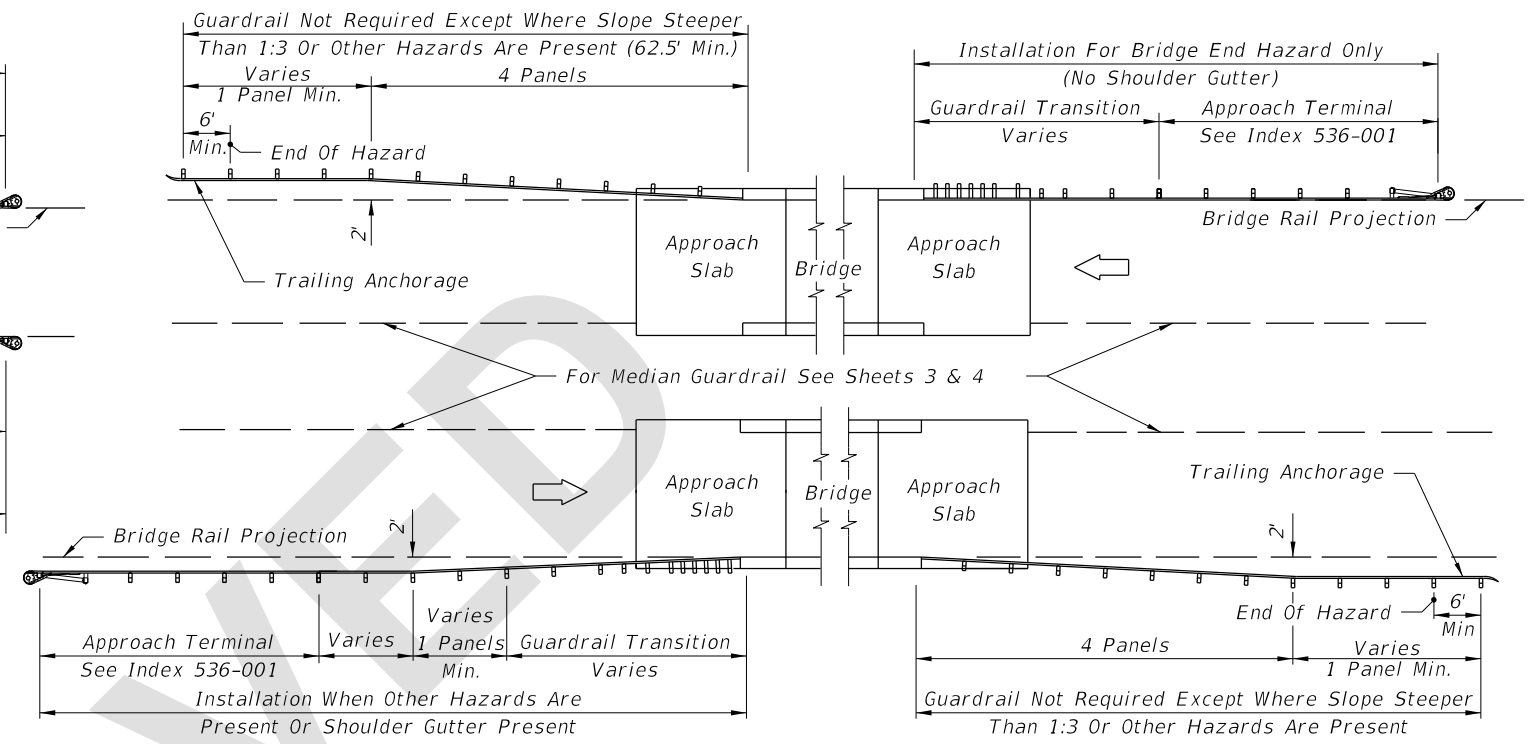 Guardrail Not Required Except Where Slope Steeper
Than 1:3 Or Other Hazards Are Present (62.5' Min.)
Varies
1 Panel Min.
4 Panels
6'
Min.
End Of Hazard
2'
Trailing Anchorage
Installation For Bridge End Hazard Only
(No Shoulder Gutter)
Guardrail Transition
Varies
Approach Terminal
See Index 536-001
Bridge Rail Projection
Approach
Slab
Bridge
Approach
Slab
For Median Guardrail See Sheets 3 & 4
Approach
Slab
Bridge
Approach
Slab
Trailing Anchorage
Bridge Rail Projection
2'
2'
End Of Hazard
6'
Min
Approach Terminal
See Index 536-001
Varies
Varies
1 Panels
Min.
Guardrail Transition
Varies
Installation When Other Hazards Are
Present Or Shoulder Gutter Present
4 Panels
Varies
1 Panel Min.
Guardrail Not Required Except Where Slope Steeper
Than 1:3 Or Other Hazards Are Present
VED